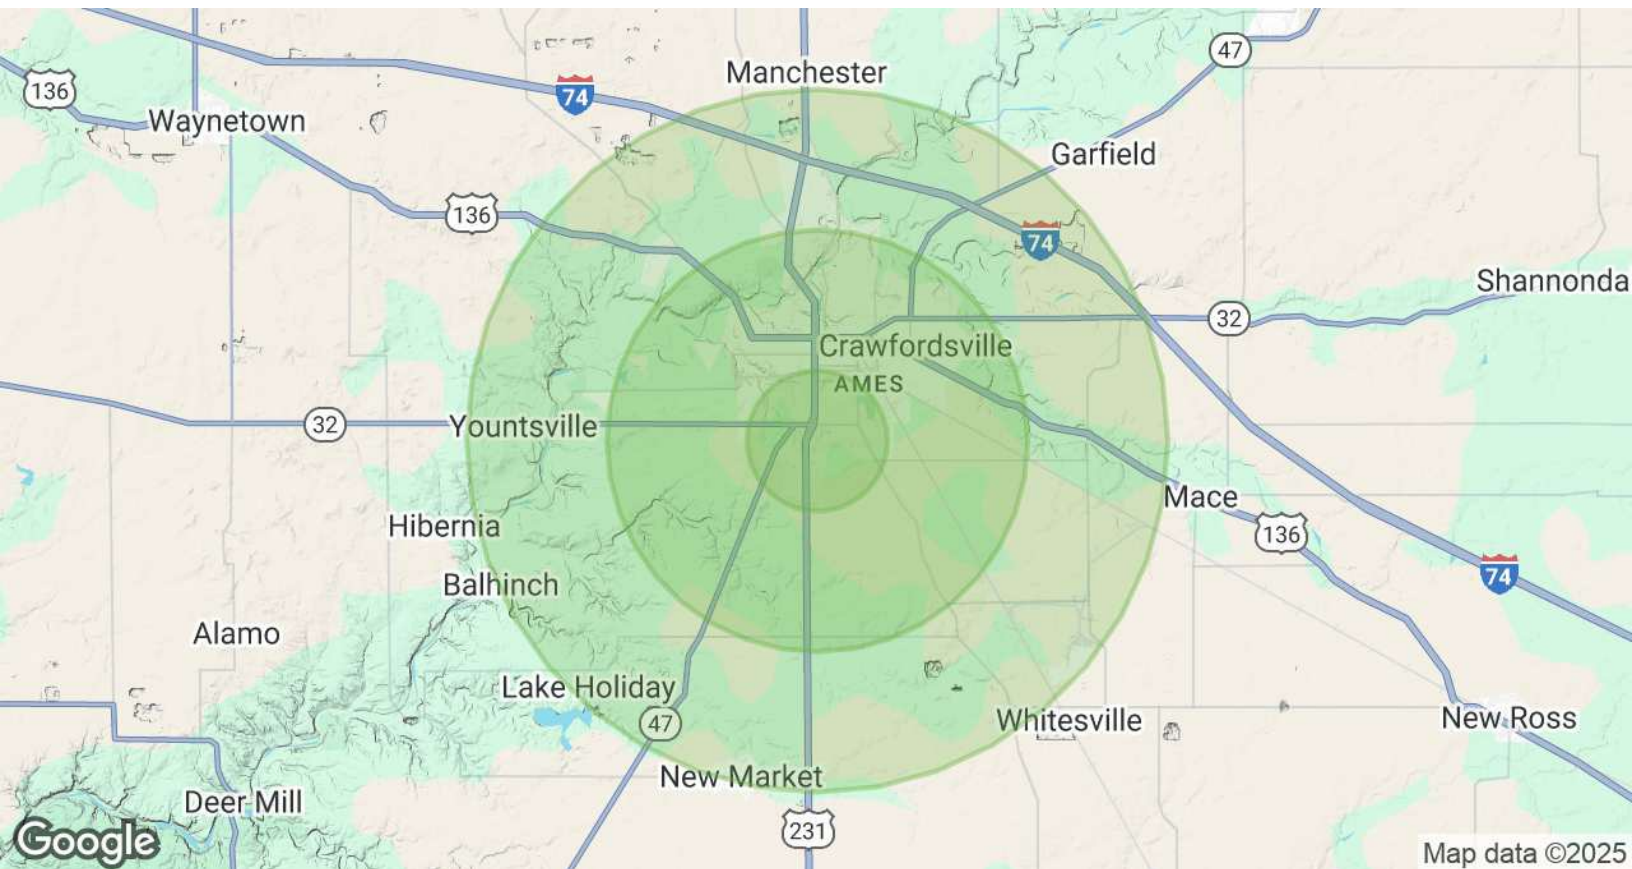 47
Manchester
136
74
Waynetown
Garfield
136
74
Shannonda
32
Crawfordsville
AMES
32
Yountsville
Mace
Hibernia
136
74
Balhinch
Alamo
Lake Holiday
47
Whitesville
New Ross
New Market
Deer Mill
231
Google
Map data ©2025